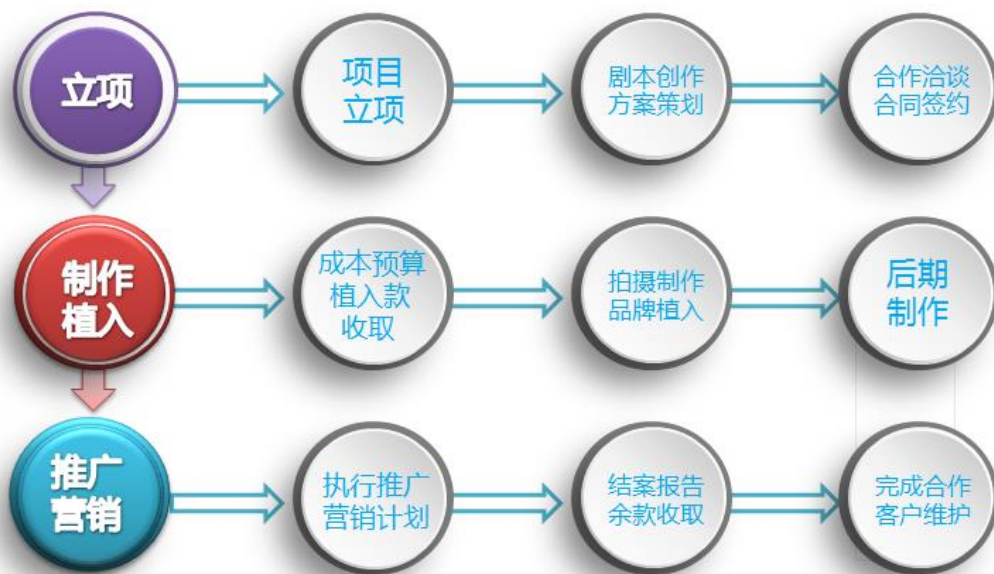 立项
项目
立项
剧本创作
方案策划
合作洽谈
合同签约
制作
植入
成本预算
植入款
收取
拍摄制作
品牌植入
后期
制作
推广
营销
执行推广
营销计划
结案报告
余款收取
完成合作
客户维护